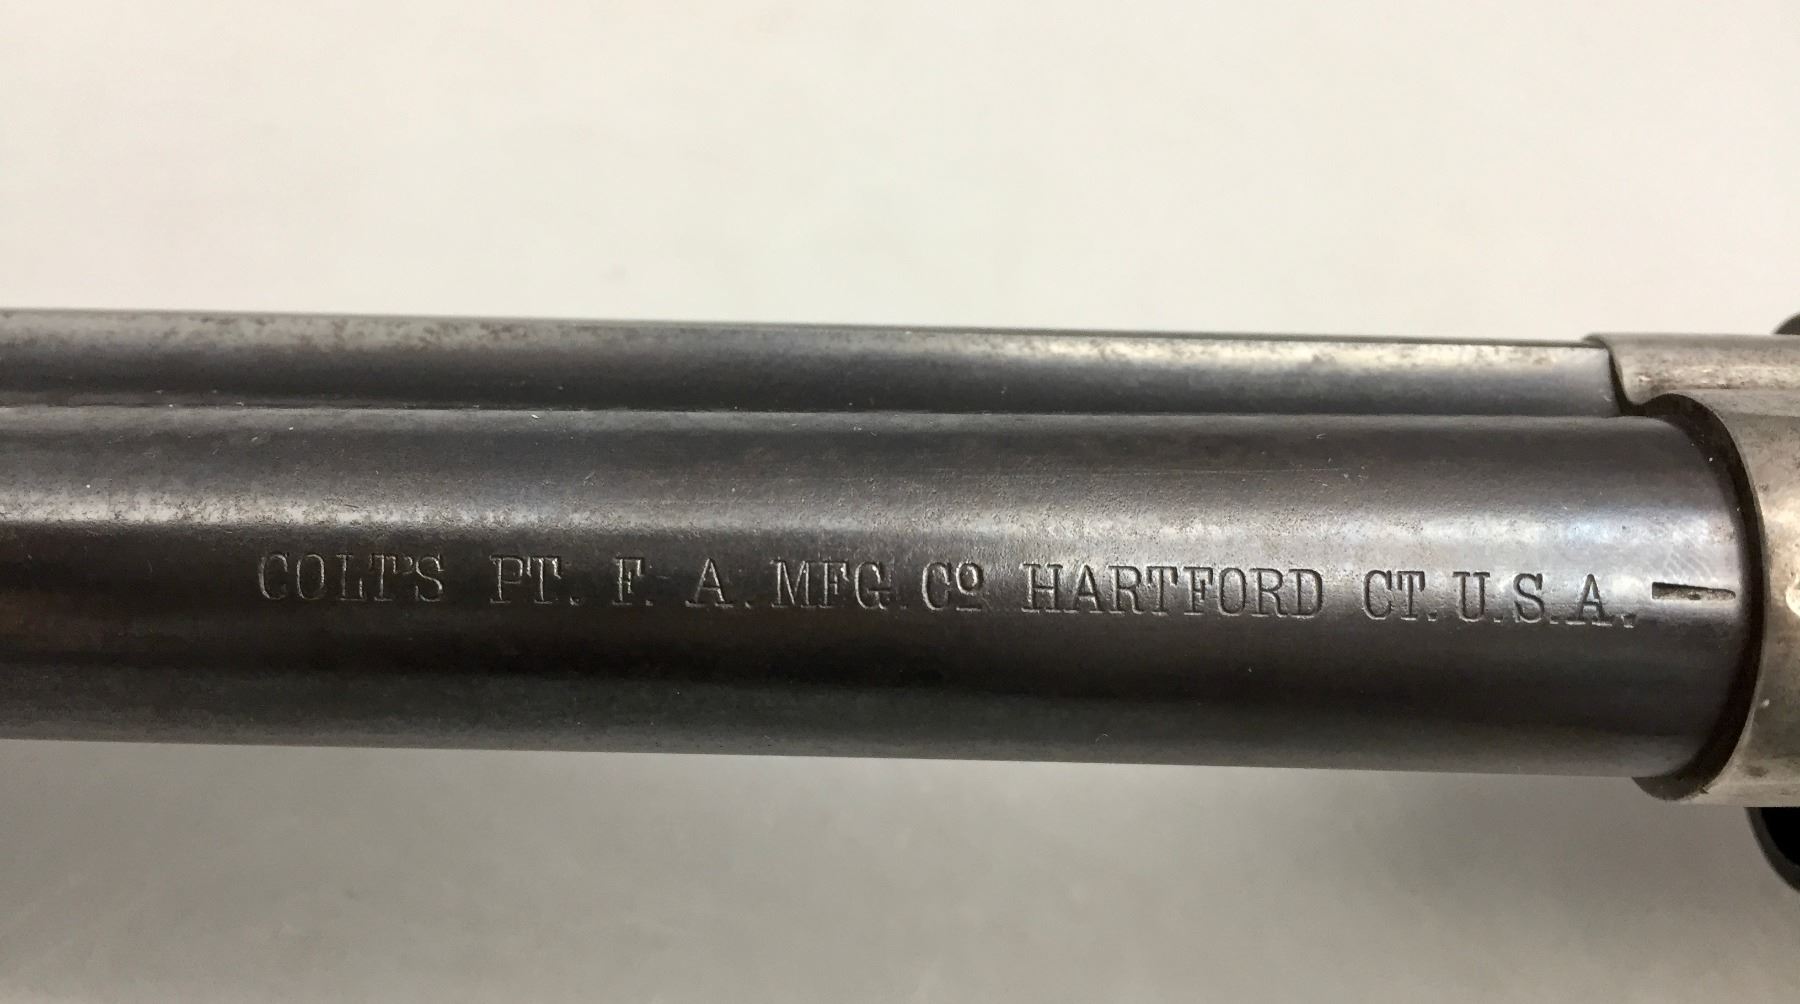 COLT'S PT. F. A. MFG. Co HARTFORD CT. U.S.A.